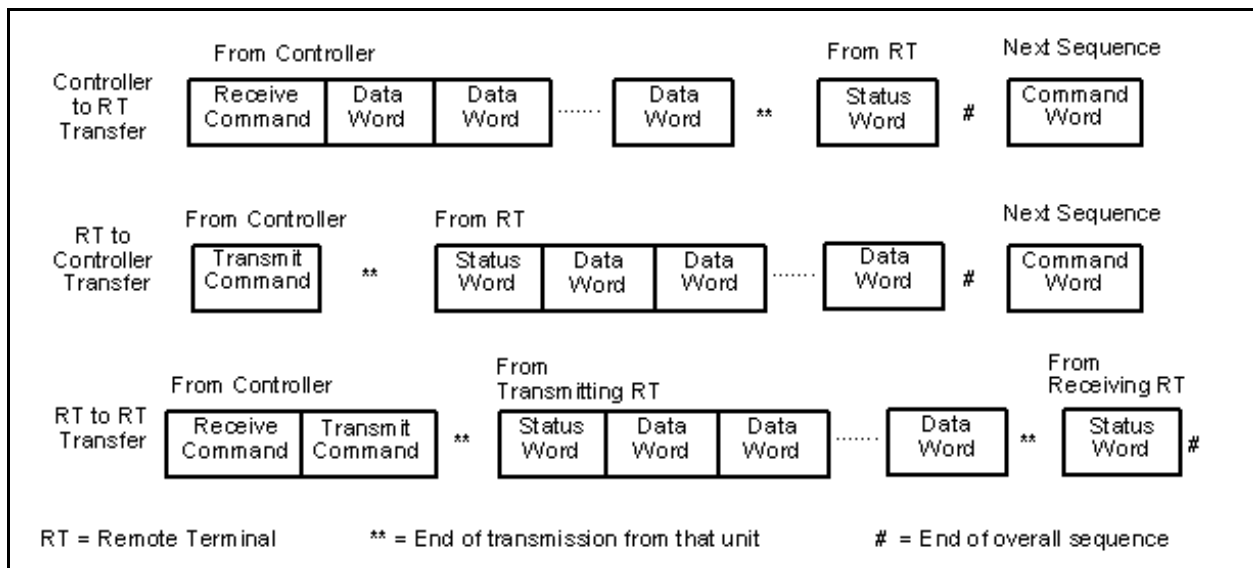 From Controller
From RT
Next Sequence
Controller
to RT
Transfer
Receive
Command
Data
Word
Data
Word
.......
Data
Word
**
Status
Word
#
Command
Word
From Controller
From RT
Next Sequence
RT to
Controller
Transfer
Transmit
Command
**
Status
Word
Data
Word
Data
Word
.......
Data
Word
#
Command
Word
From Controller
From
Transmitting RT
From
Receiving RT
RT to RT
Transfer
Receive
Command
Transmit
Command
**
Status
Word
Data
Word
Data
Word
.......
Data
Word
**
Status
Word
#
RT = Remote Terminal
** = End of transmission from that unit
# = End of overall sequence